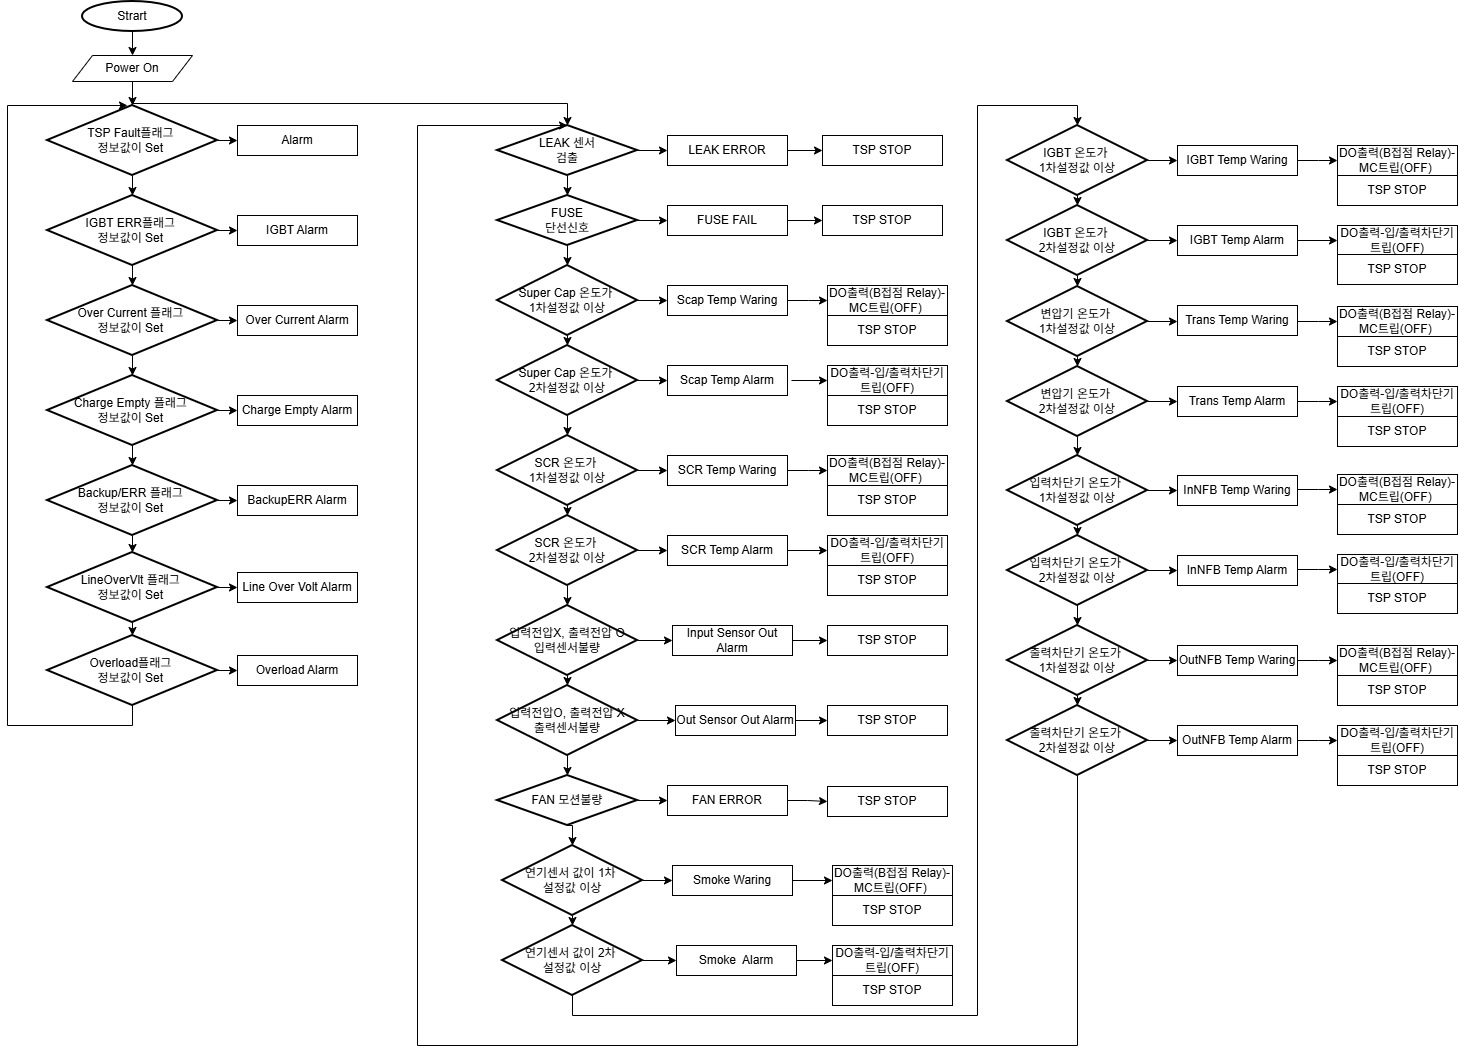 Strart
Power On
TSP Fault플래그
정보값이 Set
Alarm
IGBT ERR플래그
정보값이 Set
IGBT Alarm
Over Current 플래그
정보값이 Set
Over Current Alarm
Charge Empty 플래그
정보값이 Set
Charge Empty Alarm
Backup/ERR 플래그
정보값이 Set
BackupERR Alarm
LineOverVlt 플래그
정보값이 Set
Line Over Volt Alarm
Overload플래그
정보값이 Set
Overload Alarm
LEAK 센서
검출
LEAK ERROR
TSP STOP
FUSE
단선신호
FUSE FAIL
TSP STOP
Super Cap 온도가
1차설정값 이상
Scap Temp Waring
DO출력(B접점 Relay)-
MC트립(OFF)
TSP STOP
Super Cap 온도가
2차설정값 이상
Scap Temp Alarm
DO출력-입/출력차단기
트립(OFF)
TSP STOP
SCR 온도가
1차설정값 이상
SCR Temp Waring
DO출력(B접점 Relay)-
MC트립(OFF)
TSP STOP
SCR 온도가
2차설정값 이상
SCR Temp Alarm
DO출력-입/출력차단기
트립(OFF)
TSP STOP
입력전압X, 출력전압 O
입력센서불량
Input Sensor Out
Alarm
TSP STOP
입력전압O, 출력전압 X
출력센서불량
Out Sensor Out Alarm
TSP STOP
FAN 모션불량
FAN ERROR
TSP STOP
연기센서 값이 1차
설정값 이상
Smoke Waring
DO출력(B접점 Relay)-
MC트립(OFF)
TSP STOP
연기센서 값이 2차
설정값 이상
Smoke  Alarm
DO출력-입/출력차단기
트립(OFF)
TSP STOP
IGBT 온도가
1차설정값 이상
IGBT Temp Waring
DO출력(B접점 Relay)-
MC트립(OFF)
TSP STOP
IGBT 온도가
2차설정값 이상
IGBT Temp Alarm
DO출력-입/출력차단기
트립(OFF)
TSP STOP
변압기 온도가
1차설정값 이상
Trans Temp Waring
DO출력(B접점 Relay)-
MC트립(OFF)
TSP STOP
변압기 온도가
2차설정값 이상
Trans Temp Alarm
DO출력-입/출력차단기
트립(OFF)
TSP STOP
입력차단기 온도가
1차설정값 이상
InNFB Temp Waring
DO출력(B접점 Relay)-
MC트립(OFF)
TSP STOP
입력차단기 온도가
2차설정값 이상
InNFB Temp Alarm
DO출력-입/출력차단기
트립(OFF)
TSP STOP
출력차단기 온도가
1차설정값 이상
OutNFB Temp Waring
DO출력(B접점 Relay)-
MC트립(OFF)
TSP STOP
출력차단기 온도가
2차설정값 이상
OutNFB Temp Alarm
DO출력-입/출력차단기
트립(OFF)
TSP STOP